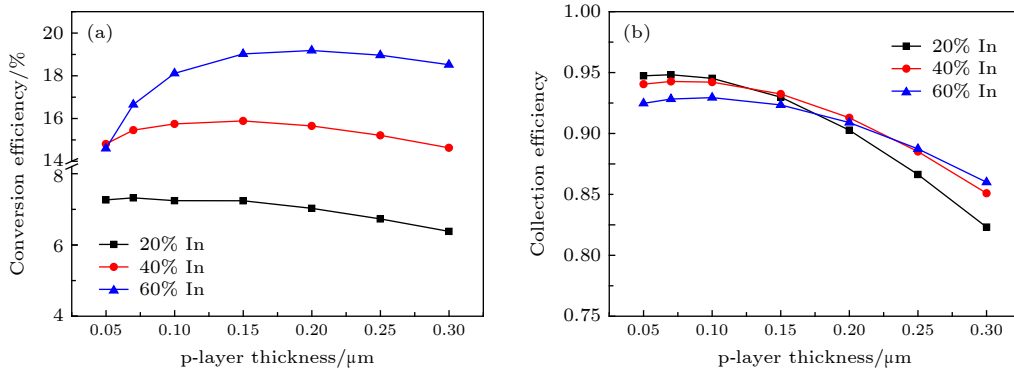 (a)
Conversion efficiency/%
20
18
16
14
8
6
4
20% In
40% In
60% In
0.05 0.10 0.15 0.20 0.25 0.30
p-layer thickness/µm
(b)
Collection efficiency
1.00
0.95
0.90
0.85
0.80
0.75
20% In
40% In
60% In
0.05 0.10 0.15 0.20 0.25 0.30
p-layer thickness/µm